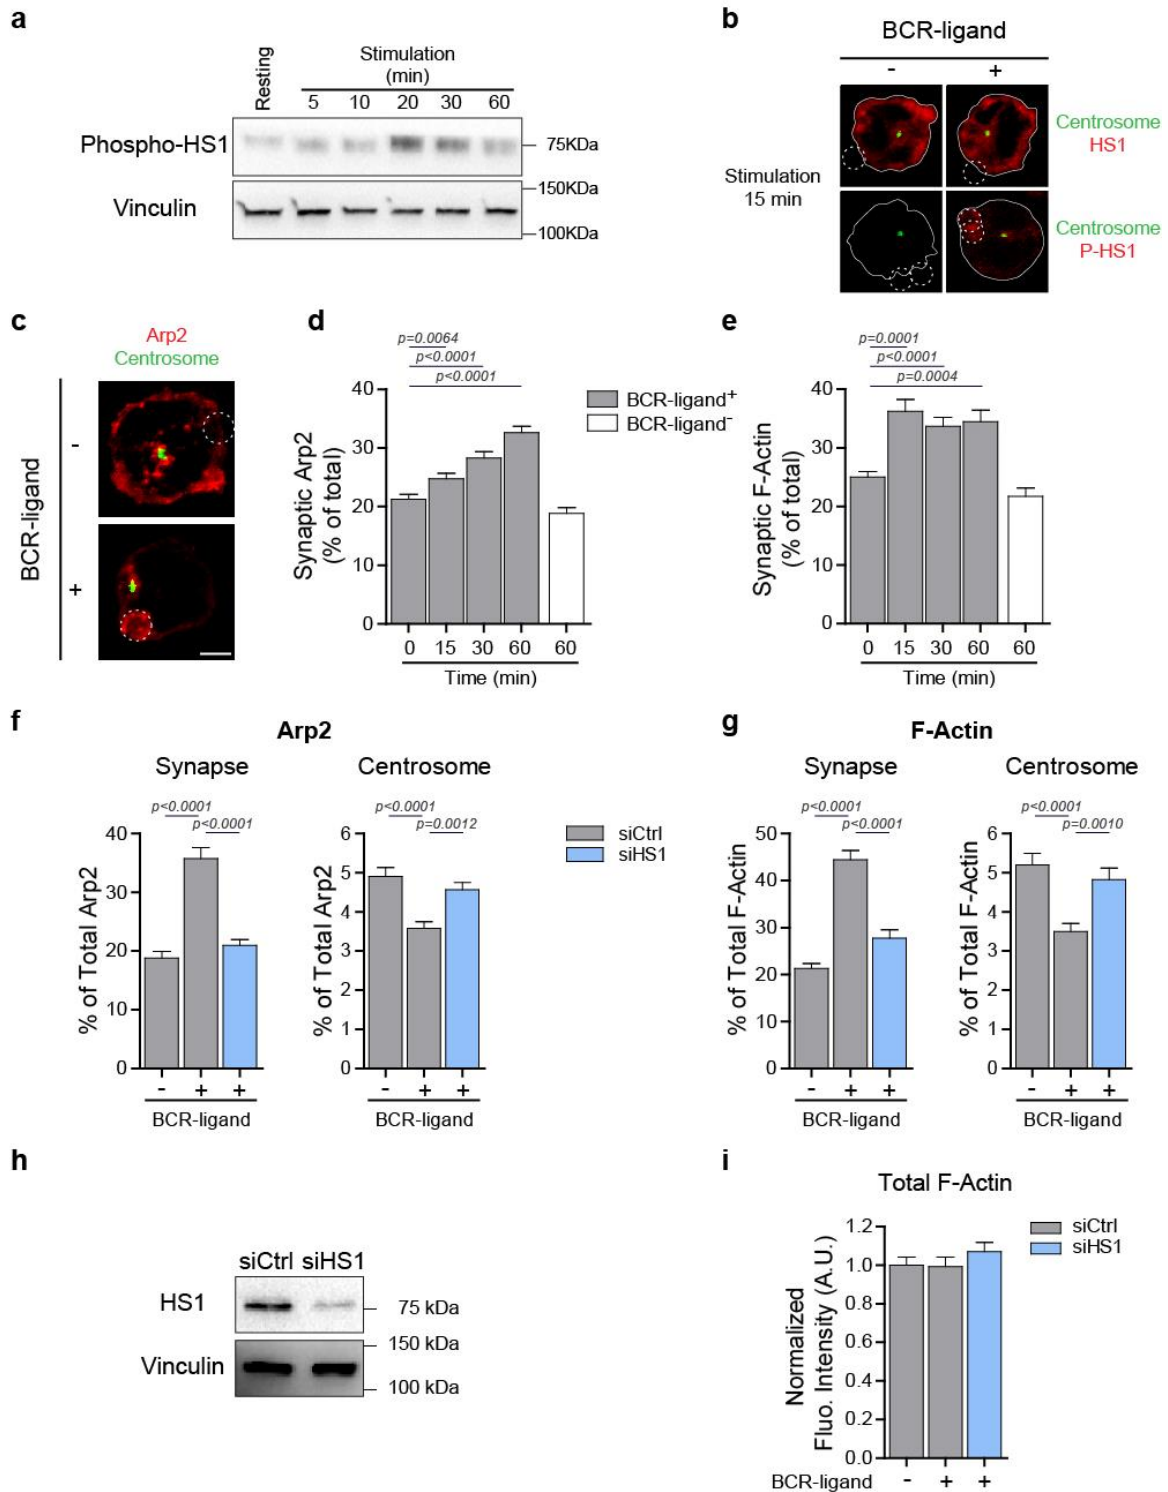 a
Resting
Stimulation
(min)
5 10 20 30 60
Phospho-HS1
75KDa
Vinculin
150KDa
100KDa
b
BCR-ligand
- +
Stimulation
15 min
Centrosome
HS1
Centrosome
P-HS1
c
Arp2
Centrosome
BCR-ligand
-
+
d
p=0.0064
p<0.0001
p<0.0001
Synaptic Arp2
(% of total)
40
30
20
10
0
0 15 30 60 60
Time (min)
BCR-ligand+
BCR-ligand-
e
p=0.0001
p<0.0001
p=0.0004
Synaptic F-Actin
(% of total)
40
30
20
10
0
0 15 30 60 60
Time (min)
f
Arp2
Synapse
p<0.0001
p<0.0001
% of Total Arp2
40
30
20
10
0
- + +
BCR-ligand
Centrosome
p<0.0001
p=0.0012
% of Total Arp2
6
5
4
3
2
1
0
- + +
BCR-ligand
siCtrl
siHS1
g
F-Actin
Synapse
p<0.0001
p<0.0001
% of Total F-Actin
50
40
30
20
10
0
- + +
BCR-ligand
Centrosome
p<0.0001
p=0.0010
% of Total F-Actin
6
5
4
3
2
1
0
- + +
BCR-ligand
h
siCtrl siHS1
HS1
75 kDa
Vinculin
150 kDa
100 kDa
i
Total F-Actin
Normalized
Fluo. Intensity (A.U.)
1.2
1.0
0.8
0.6
0.4
0.2
0.0
BCR-ligand - + +
siCtrl
siHS1